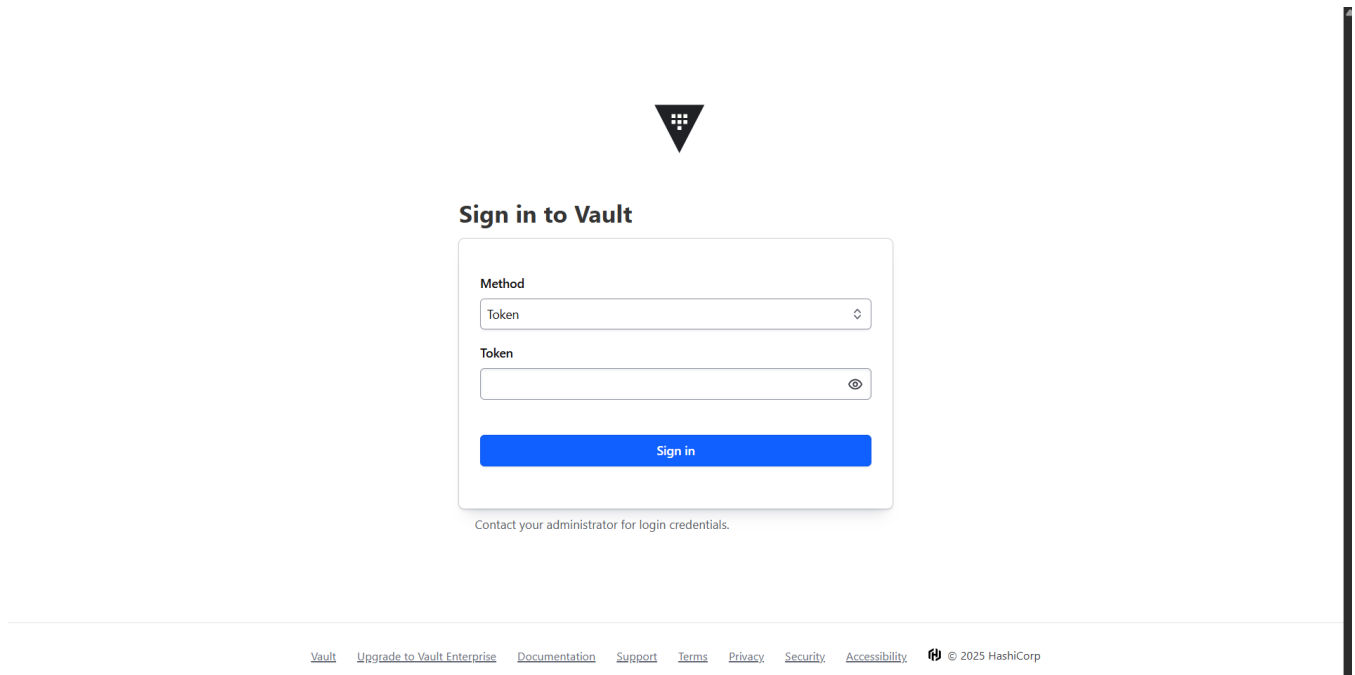 Sign in to Vault
Method
Token
Token
Sign in
Contact your administrator for login credentials.
Vault Upgrade to Vault Enterprise Documentation Support Terms Privacy Security Accessibility © 2025 HashiCorp